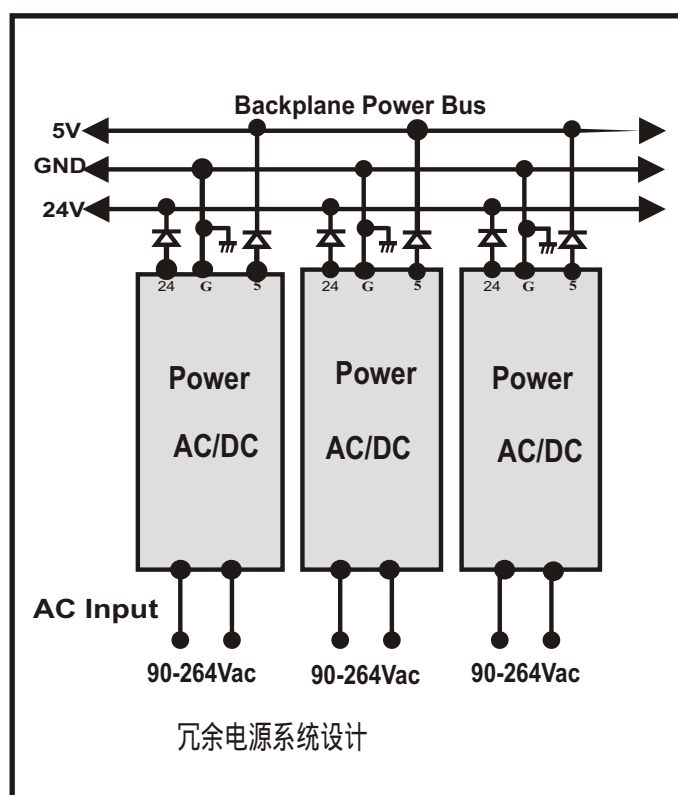 Backplane Power Bus
5V
GND
24V
24 G 5
24 G 5
24 G 5
Power
AC/DC
Power
AC/DC
Power
AC/DC
AC Input
90-264Vac
90-264Vac
90-264Vac
冗余电源系统设计